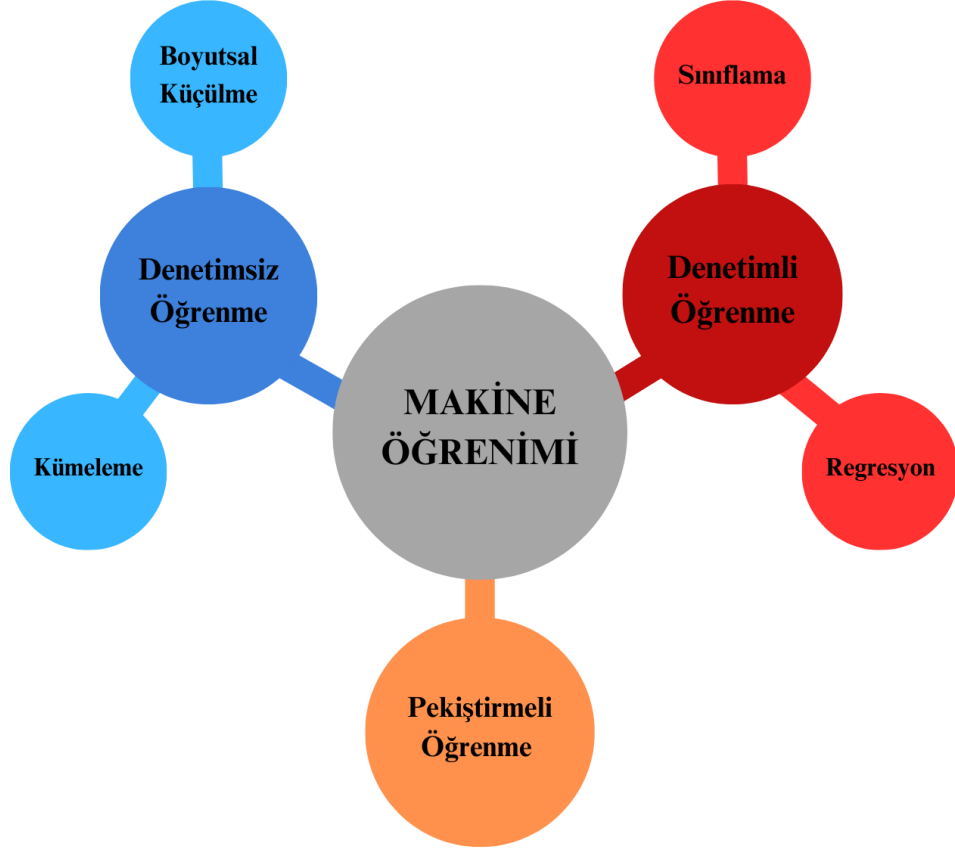 Boyutsal
Küçülme
Sınıflama
Denetimsiz
Öğrenme
Denetimli
Öğrenme
MAKİNE
ÖĞRENİMİ
Kümeleme
Regresyon
Pekiştirmeli
Öğrenme